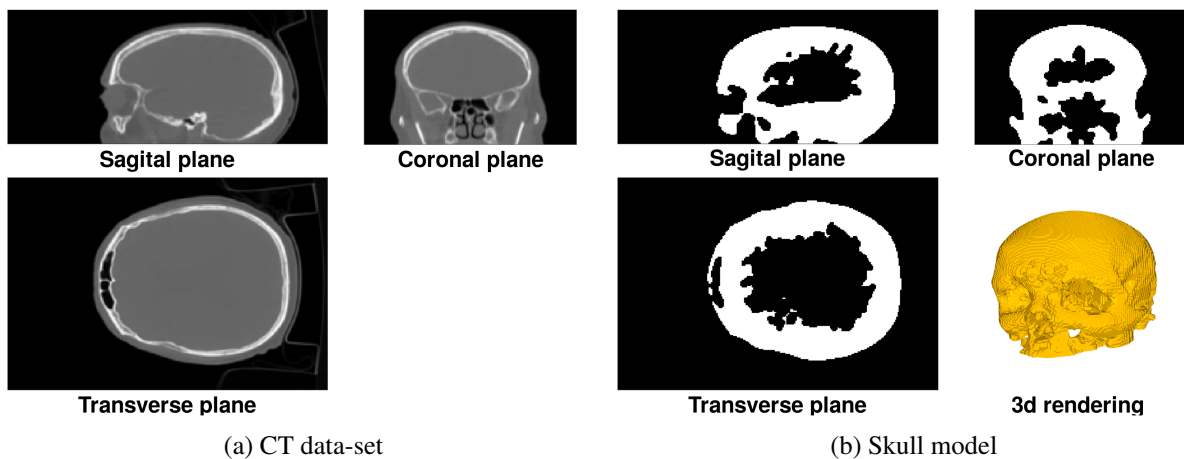 Sagital plane
Coronal plane
Sagital plane
Coronal plane
Transverse plane
Transverse plane
3d rendering
(a) CT data-set
(b) Skull model